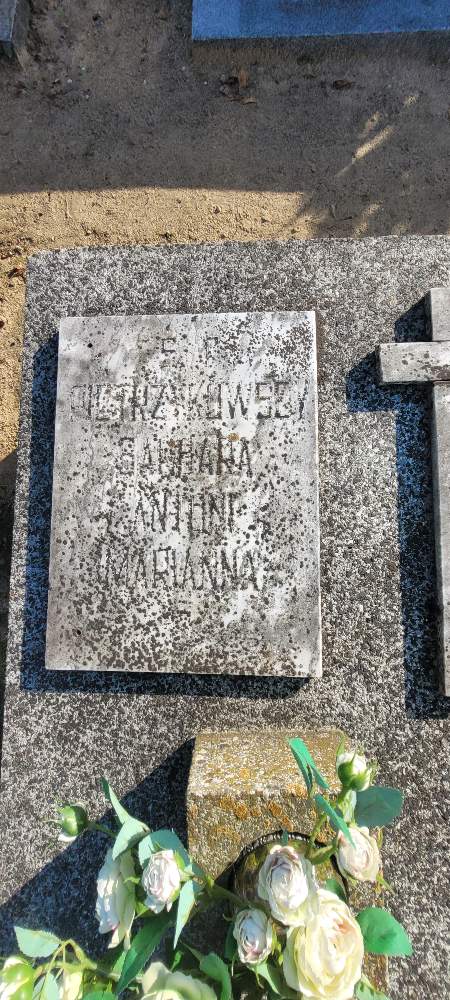 Ś. P.
PIETRZYKOWSCY
BARBARA
ANTONI
MARIANNA